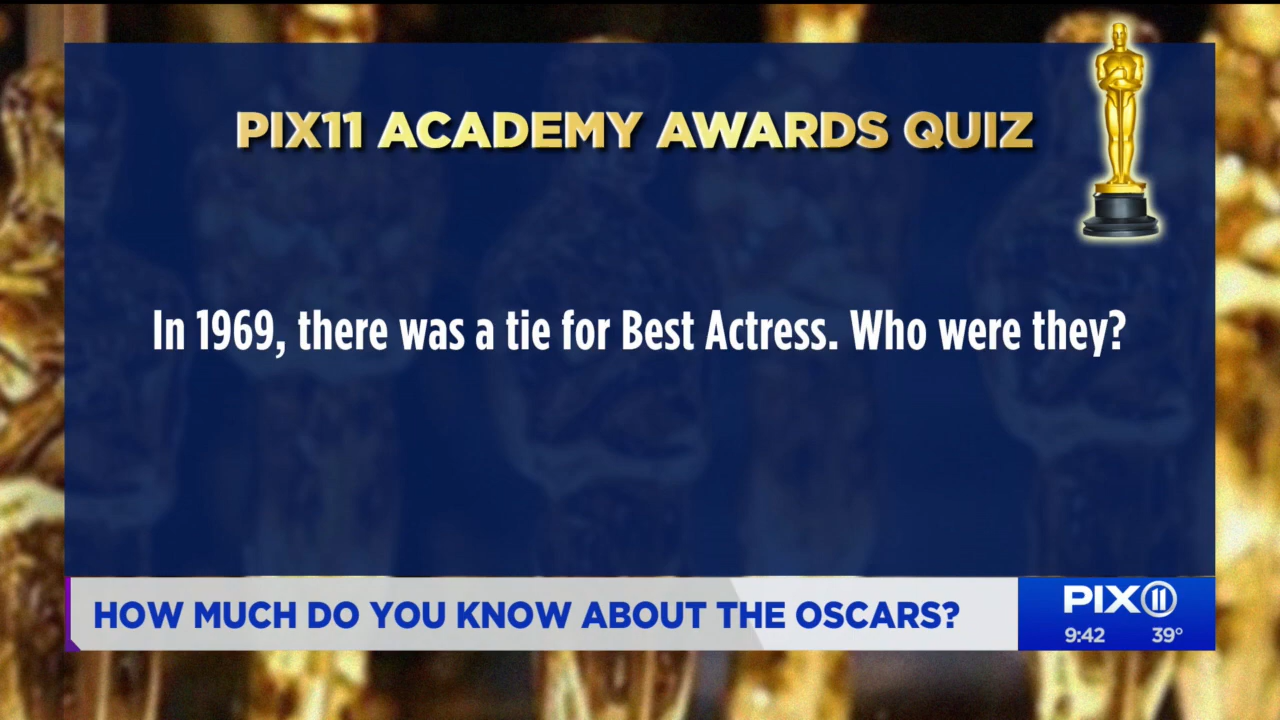 PIX11 ACADEMY AWARDS QUIZ
In 1969, there was a tie for Best Actress. Who were they?
HOW MUCH DO YOU KNOW ABOUT THE OSCARS?
PIX11
9:42 39°